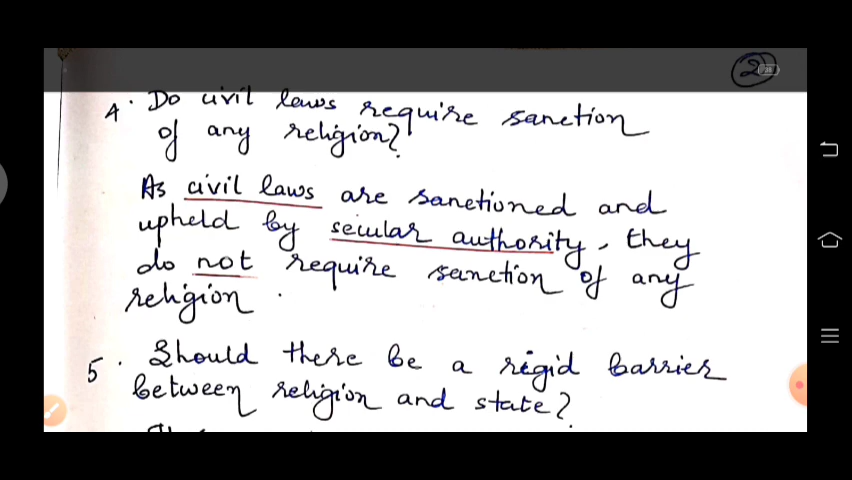 2
4. Do civil laws require sanction
of any religion?
As civil laws are sanctioned and
upheld by secular authority, they
do not require sanction of any
religion.
5. Should there be a rigid barrier
between religion and state?